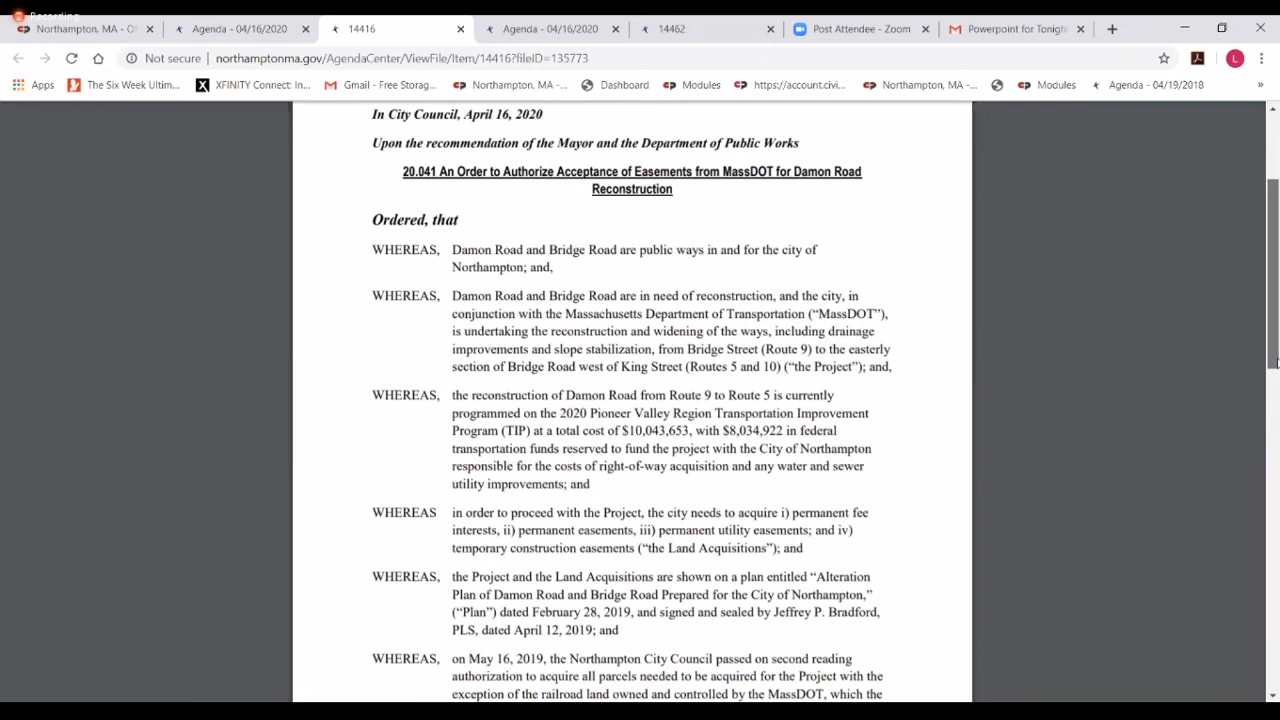 Recording
Northampton, MA - O
Agenda - 04/16/2020
14416
Agenda - 04/16/2020
14462
Post Attendee - Zoom
Powerpoint for Tonigh
Not secure | northamptonma.gov/AgendaCenter/ViewFile/Item/14416?fileID=135773
L
Apps
The Six Week Ultim...
XFINITY Connect: In...
Gmail - Free Storag...
Northampton, MA -...
Dashboard
Modules
https://account.civi...
Northampton, MA -...
Modules
Agenda - 04/19/2018
»
In City Council, April 16, 2020
Upon the recommendation of the Mayor and the Department of Public Works
20.041 An Order to Authorize Acceptance of Easements from MassDOT for Damon Road
Reconstruction
Ordered, that
WHEREAS, Damon Road and Bridge Road are public ways in and for the city of
Northampton; and,
WHEREAS, Damon Road and Bridge Road are in need of reconstruction, and the city, in
conjunction with the Massachusetts Department of Transportation (“MassDOT”),
is undertaking the reconstruction and widening of the ways, including drainage
improvements and slope stabilization, from Bridge Street (Route 9) to the easterly
section of Bridge Road west of King Street (Routes 5 and 10) (“the Project”); and,
WHEREAS, the reconstruction of Damon Road from Route 9 to Route 5 is currently
programmed on the 2020 Pioneer Valley Region Transportation Improvement
Program (TIP) at a total cost of $10,043,653, with $8,034,922 in federal
transportation funds reserved to fund the project with the City of Northampton
responsible for the costs of right-of-way acquisition and any water and sewer
utility improvements; and
WHEREAS in order to proceed with the Project, the city needs to acquire i) permanent fee
interests, ii) permanent easements, iii) permanent utility easements; and iv)
temporary construction easements (“the Land Acquisitions”); and
WHEREAS, the Project and the Land Acquisitions are shown on a plan entitled “Alteration
Plan of Damon Road and Bridge Road Prepared for the City of Northampton,”
(“Plan”) dated February 28, 2019, and signed and sealed by Jeffrey P. Bradford,
PLS, dated April 12, 2019; and
WHEREAS, on May 16, 2019, the Northampton City Council passed on second reading
authorization to acquire all parcels needed to be acquired for the Project with the
exception of the railroad land owned and controlled by the MassDOT, which the